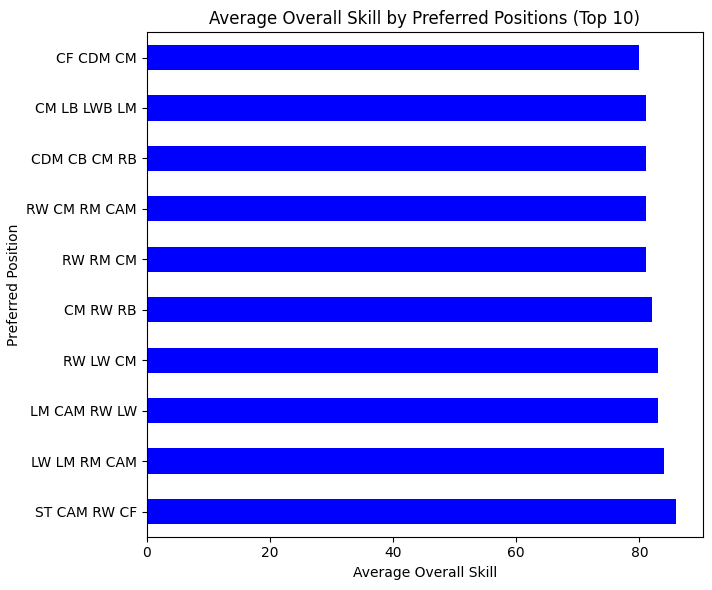 Average Overall Skill by Preferred Positions (Top 10)
Preferred Position
CF CDM CM
CM LB LWB LM
CDM CB CM RB
RW CM RM CAM
RW RM CM
CM RW RB
RW LW CM
LM CAM RW LW
LW LM RM CAM
ST CAM RW CF
0 20 40 60 80
Average Overall Skill